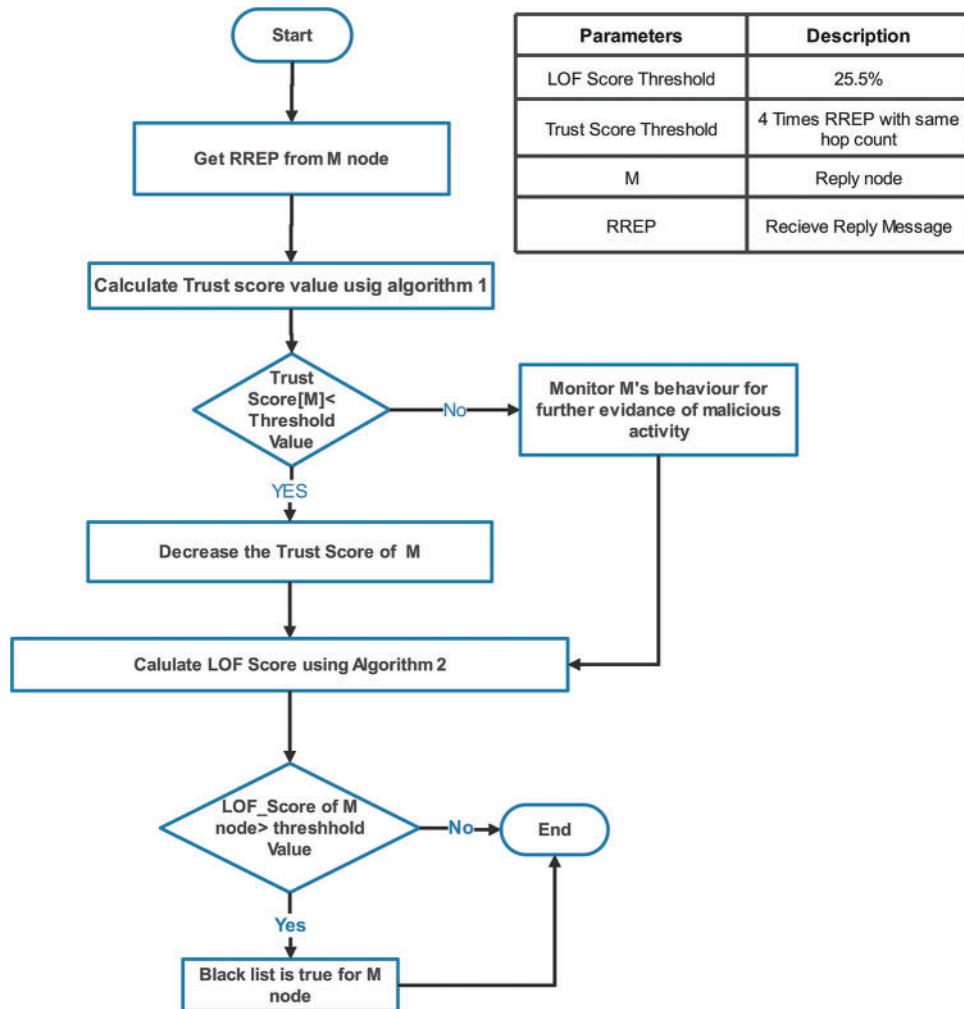 Start
Parameters
Description
LOF Score Threshold
25.5%
Trust Score Threshold
4 Times RREP with same
hop count
M
Reply node
RREP
Recieve Reply Message
Get RREP from M node
Calculate Trust score value usig algorithm 1
Trust
Score[M]<
Threshold
Value
No
Monitor M's behaviour for
further evidence of malicious
activity
YES
Decrease the Trust Score of M
Calulate LOF Score using Algorithm 2
LOF_Score of M
node> threshhold
Value
No
End
Yes
Black list is true for M
node